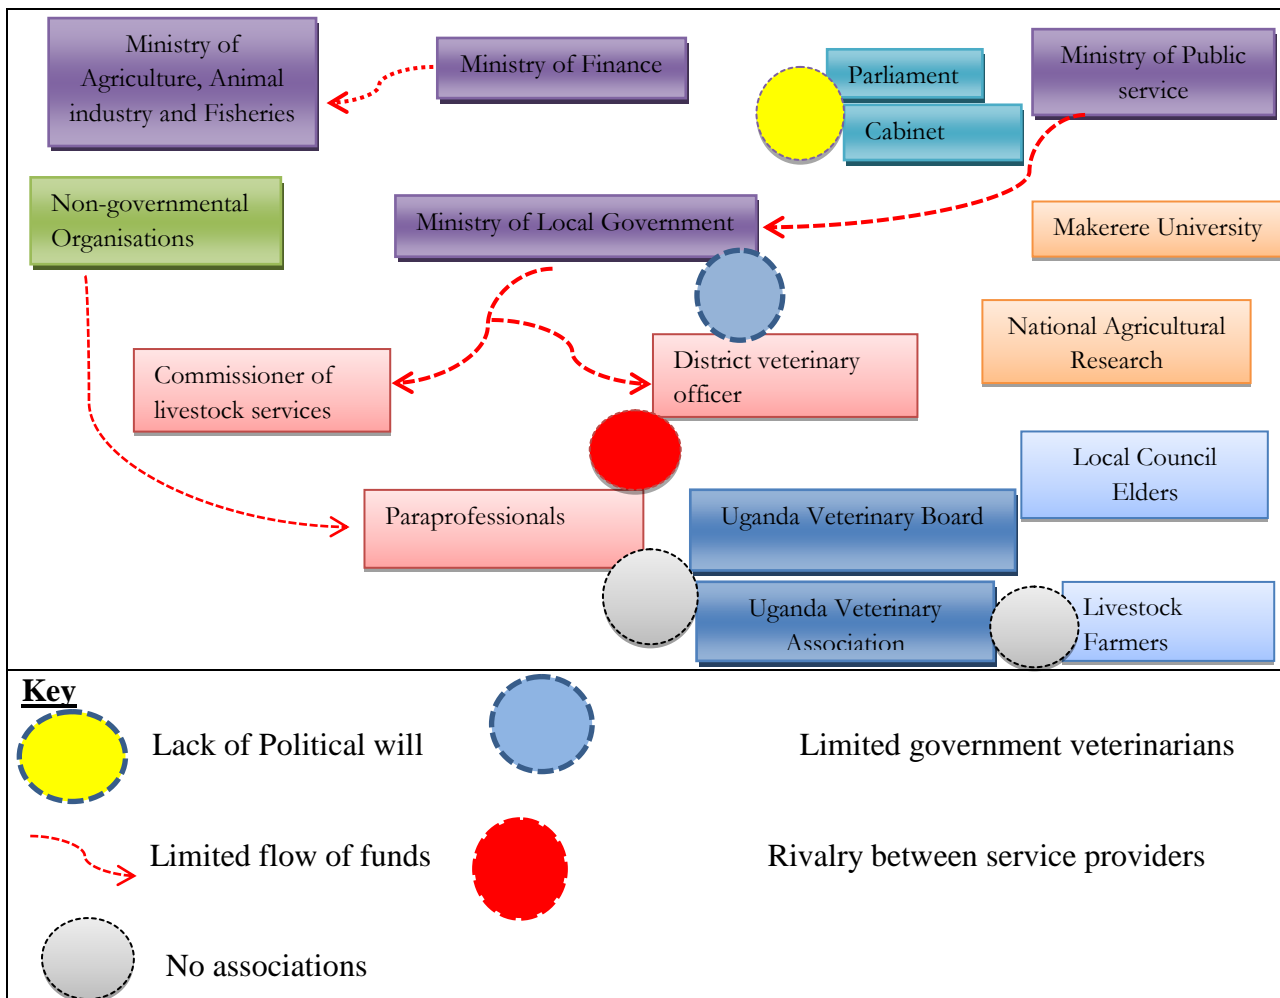 Ministry of
Agriculture, Animal
industry and Fisheries
Ministry of Finance
Parliament
Cabinet
Ministry of Public
service
Non-governmental
Organisations
Ministry of Local Government
Makerere University
National Agricultural
Research
Commissioner of
livestock services
District veterinary
officer
Local Council
Elders
Paraprofessionals
Uganda Veterinary Board
Uganda Veterinary
Association
Livestock
Farmers
Key
Lack of Political will
Limited government veterinarians
Limited flow of funds
Rivalry between service providers
No associations